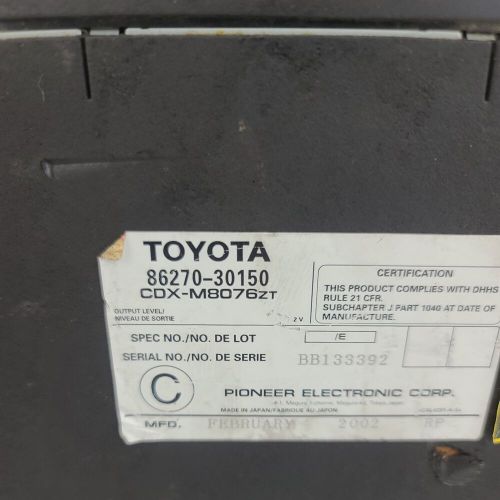 TOYOTA
86270-30150
CDX-M8076ZT
OUTPUT LEVEL/
NIVEAU DE SORTIE 2 V
SPEC NO./NO. DE LOT /E
SERIAL NO./NO. DE SERIE BB133392
CERTIFICATION
THIS PRODUCT COMPLIES WITH DHHS
RULE 21 CFR.
SUBCHAPTER J PART 1040 AT DATE OF
MANUFACTURE.
C PIONEER ELECTRONIC CORP.
MADE IN JAPAN/FABRIQUE AU JAPON
MFD. FEBRUARY 2002 RP